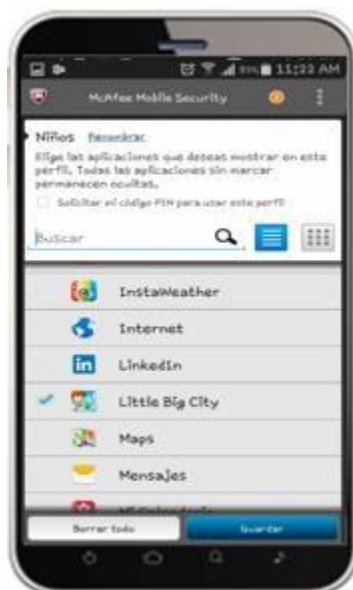 11:22 AM
McAfee Mobile Security
Niños Renombrar
Elige las aplicaciones que deseas mostrar en este
perfil. Todas las aplicaciones sin marcar
permanecen ocultas.
Solicitar mi código PIN para usar este perfil
Buscar
InstaWeather
Internet
LinkedIn
Little Big City
Maps
Mensajes
Borrar todo
Guardar